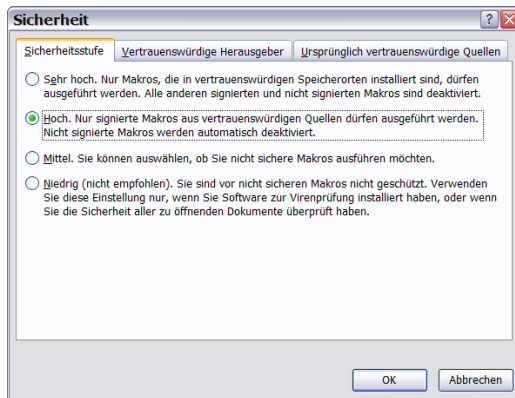 Sicherheit
Sicherheitsstufe Vertrauenswürdige Herausgeber Ursprünglich vertrauenswürdige Quellen
Sehr hoch. Nur Makros, die in vertrauenswürdigen Speicherorten installiert sind, dürfen
ausgeführt werden. Alle anderen signierten und nicht signierten Makros sind deaktiviert.
Hoch. Nur signierte Makros aus vertrauenswürdigen Quellen dürfen ausgeführt werden.
Nicht signierte Makros werden automatisch deaktiviert.
Mittel. Sie können auswählen, ob Sie nicht sichere Makros ausführen möchten.
Niedrig (nicht empfohlen). Sie sind vor nicht sicheren Makros nicht geschützt. Verwenden
Sie diese Einstellung nur, wenn Sie Software zur Virenprüfung installiert haben, oder wenn
Sie die Sicherheit aller zu öffnenden Dokumente überprüft haben.
OK Abbrechen